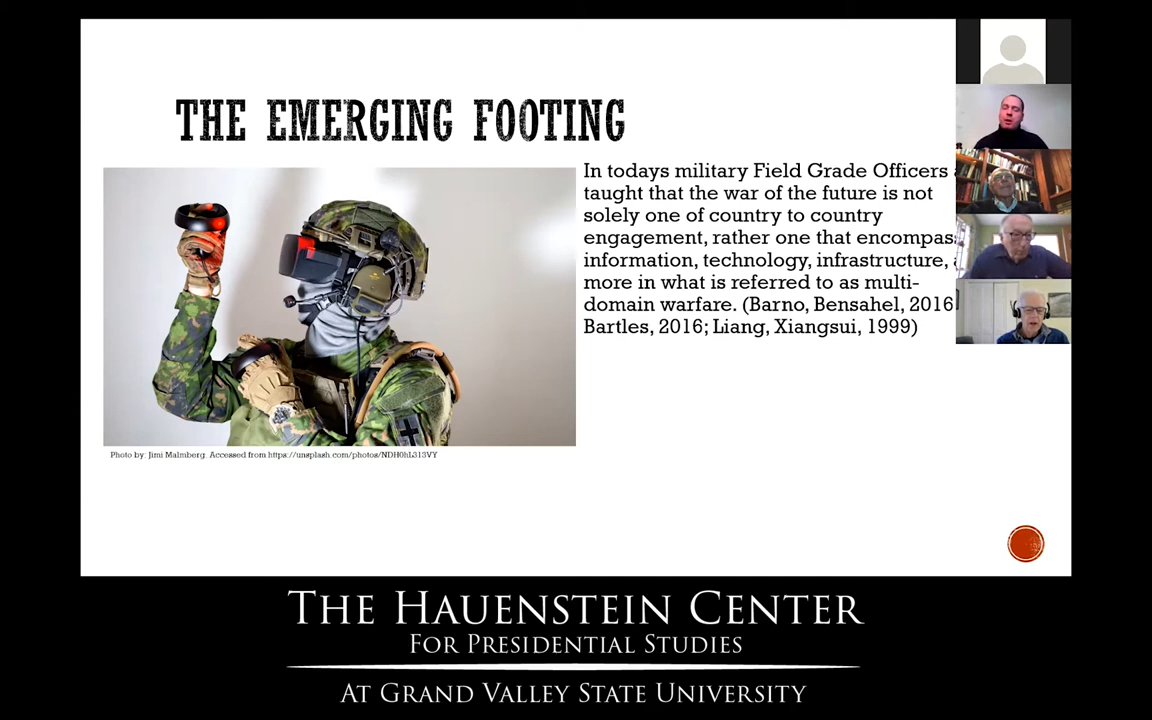 THE EMERGING FOOTING
In todays military Field Grade Officers
taught that the war of the future is not
solely one of country to country
engagement, rather one that encompas
information, technology, infrastructure,
more in what is referred to as multi-
domain warfare. (Barno, Bensahel, 2016
Bartles, 2016; Liang, Xiangsui, 1999)
Photo by: Jimi Malmberg. Accessed from https://unsplash.com/photos/NDH0hL313VY
THE HAUENSTEIN CENTER
FOR PRESIDENTIAL STUDIES
AT GRAND VALLEY STATE UNIVERSITY